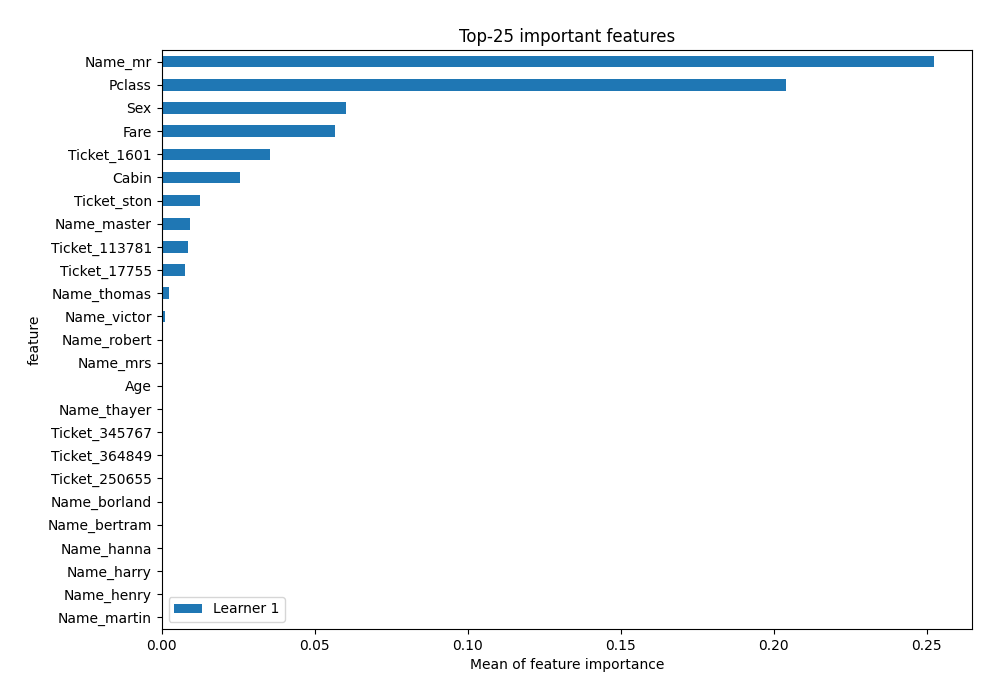 Top-25 important features
Name_mr
Pclass
Sex
Fare
Ticket_1601
Cabin
Ticket_ston
Name_master
Ticket_113781
Ticket_17755
Name_thomas
Name_victor
Name_robert
Name_mrs
Age
Name_thayer
Ticket_345767
Ticket_364849
Ticket_250655
Name_borland
Name_bertram
Name_hanna
Name_harry
Name_henry
Name_martin
feature
Learner 1
0.00 0.05 0.10 0.15 0.20 0.25
Mean of feature importance